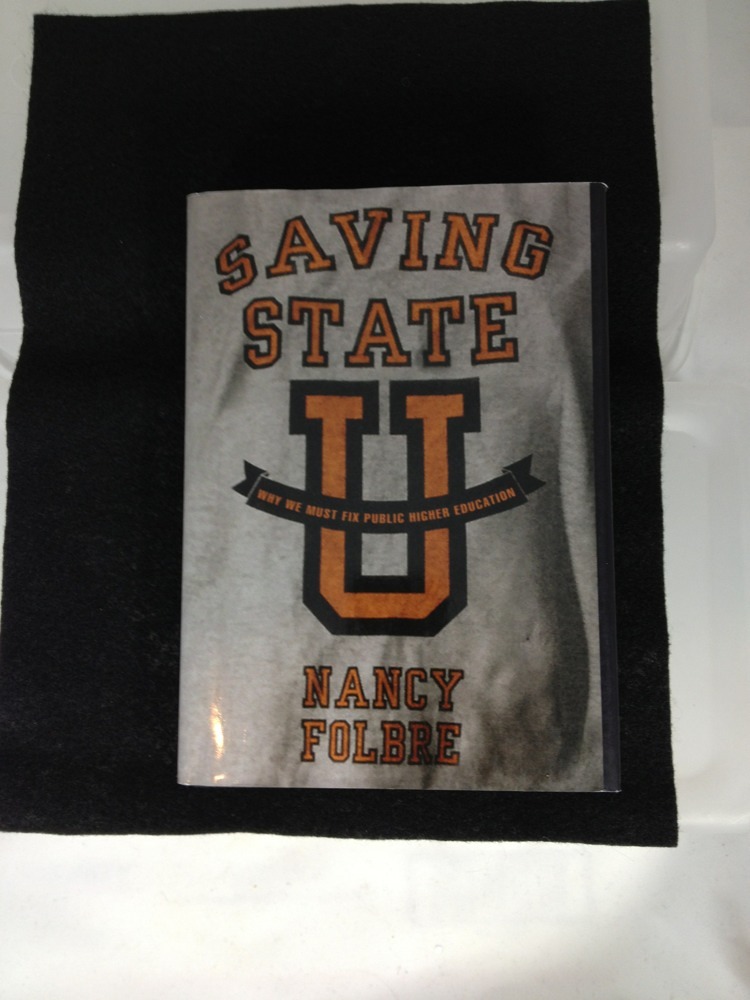 SAVING
STATE
U
WHY WE MUST FIX PUBLIC HIGHER EDUCATION
NANCY
FOLBRE